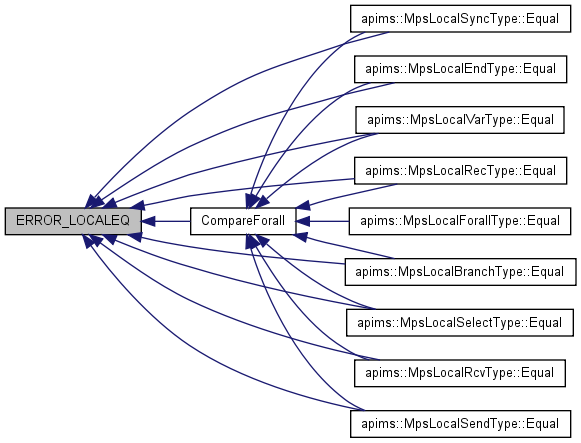 apims::MpsLocalSyncType::Equal
apims::MpsLocalEndType::Equal
apims::MpsLocalVarType::Equal
apims::MpsLocalRecType::Equal
ERROR_LOCALEQ
CompareForall
apims::MpsLocalForallType::Equal
apims::MpsLocalBranchType::Equal
apims::MpsLocalSelectType::Equal
apims::MpsLocalRcvType::Equal
apims::MpsLocalSendType::Equal